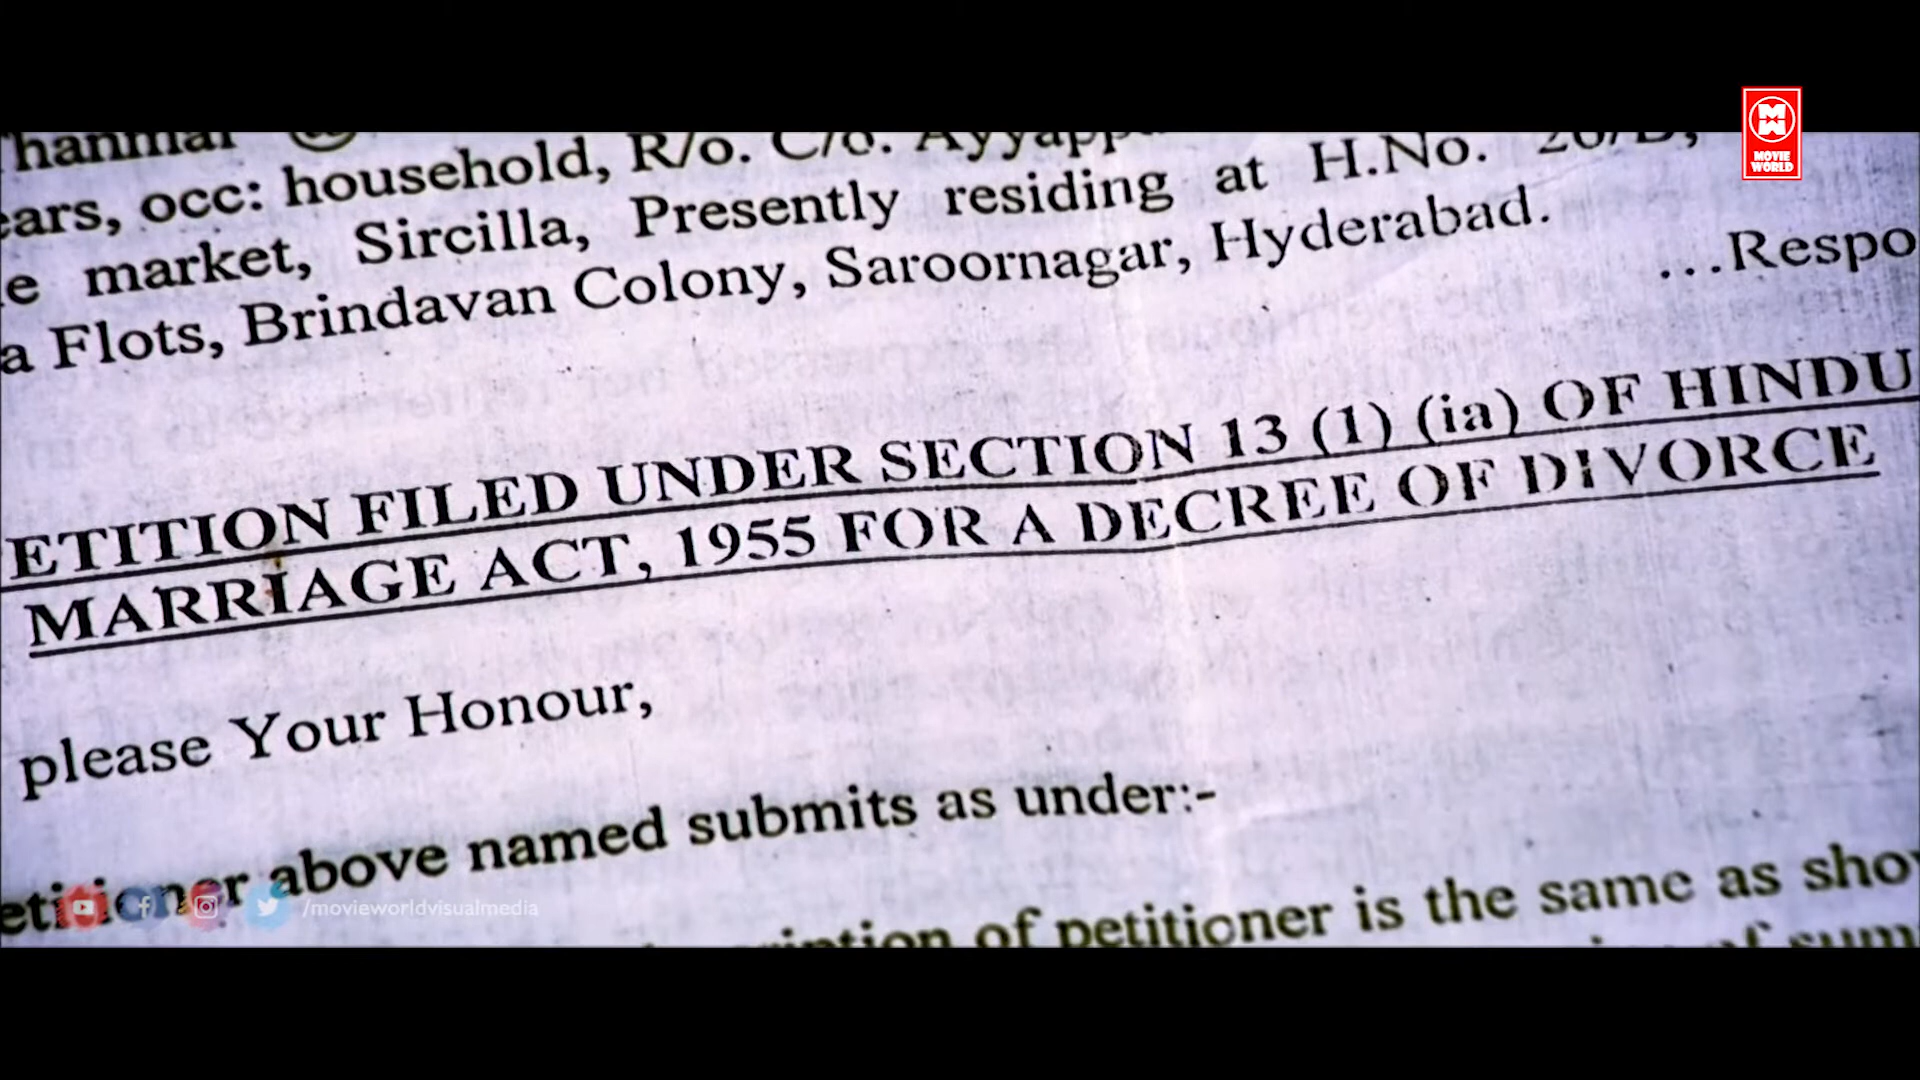 ears, occ: household, R/o. C/o.
e market, Sircilla, Presently residing at H.No.
a Flots, Brindavan Colony, Saroornagar, Hyderabad.
...Respo
ETITION FILED UNDER SECTION 13 (1) (ia) OF HINDU
MARRIAGE ACT, 1955 FOR A DECREE OF DIVORCE
please Your Honour,
etitioner above named submits as under:-
of petitioner is the same as sho
MOVIE
WORLD
/movieworldvisualmedia